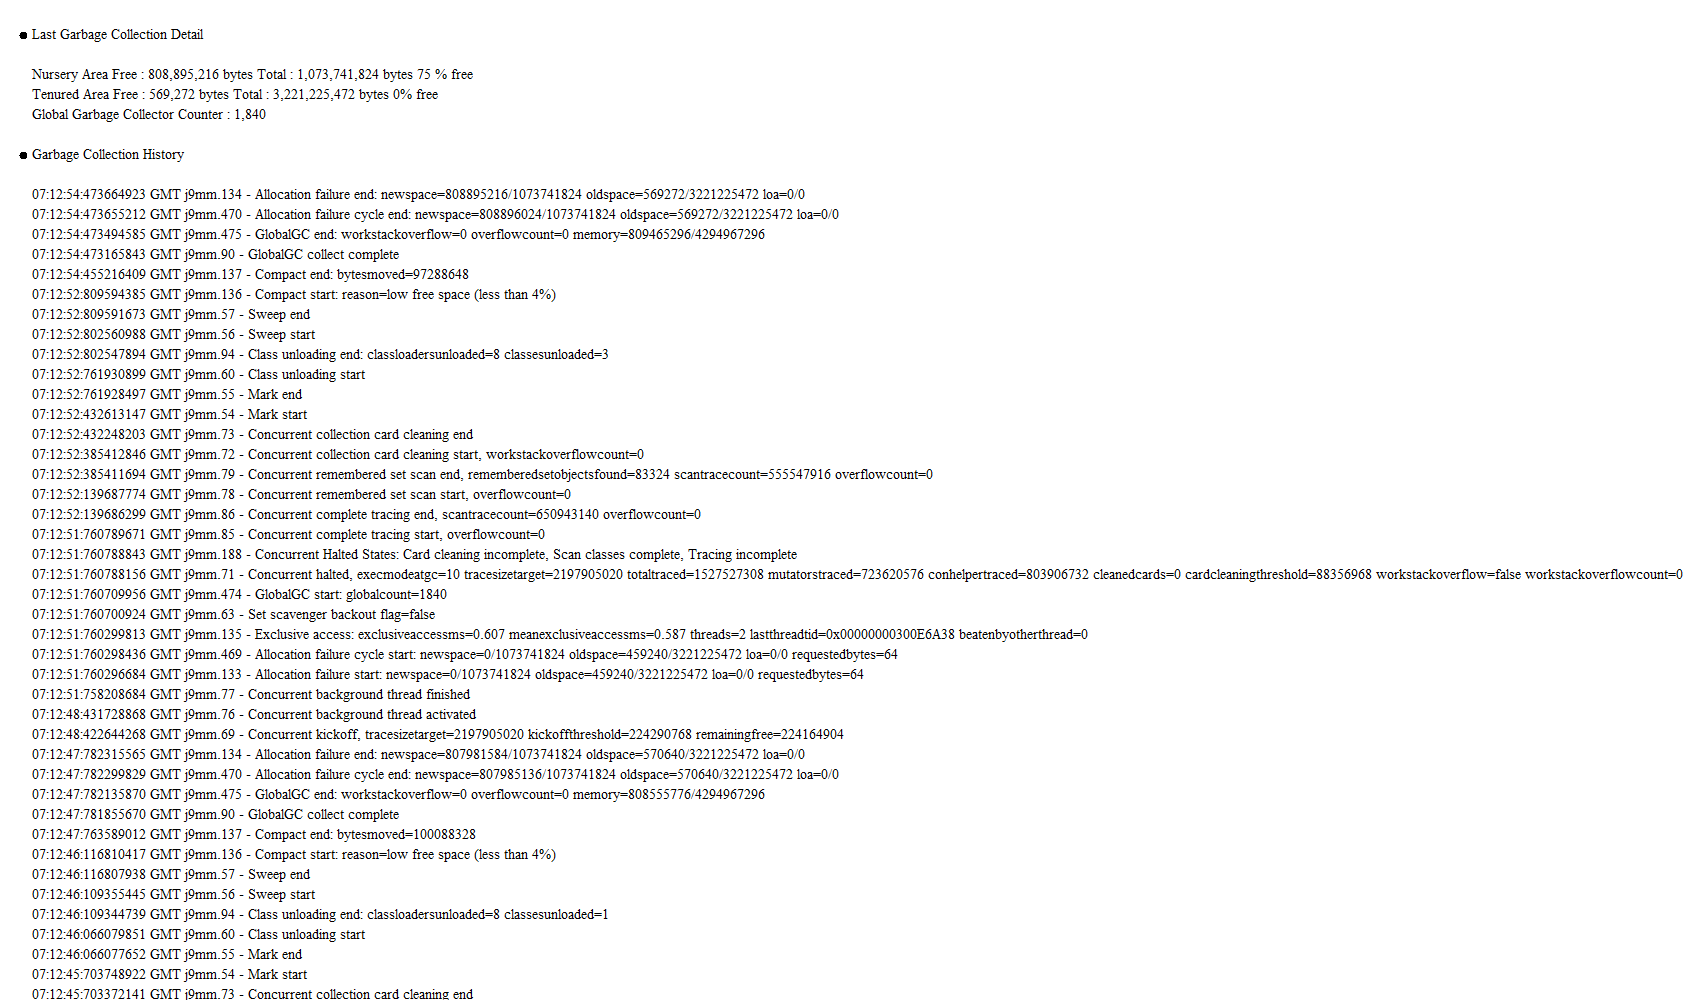 ● Last Garbage Collection Detail
Nursery Area Free : 808,895,216 bytes Total : 1,073,741,824 bytes 75 % free
Tenured Area Free : 569,272 bytes Total : 3,221,225,472 bytes 0% free
Global Garbage Collector Counter : 1,840
● Garbage Collection History
07:12:54:473664923 GMT j9mm.134 - Allocation failure end: newspace=808895216/1073741824 oldspace=569272/3221225472 loa=0/0
07:12:54:473655212 GMT j9mm.470 - Allocation failure cycle end: newspace=808896024/1073741824 oldspace=569272/3221225472 loa=0/0
07:12:54:473494585 GMT j9mm.475 - GlobalGC end: workstackoverflow=0 overflowcount=0 memory=809465296/4294967296
07:12:54:473165843 GMT j9mm.90 - GlobalGC collect complete
07:12:54:455216409 GMT j9mm.137 - Compact end: bytesmoved=97288648
07:12:52:809594385 GMT j9mm.136 - Compact start: reason=low free space (less than 4%)
07:12:52:809591673 GMT j9mm.57 - Sweep end
07:12:52:802560988 GMT j9mm.56 - Sweep start
07:12:52:802547894 GMT j9mm.94 - Class unloading end: classloadersunloaded=8 classesunloaded=3
07:12:52:761930899 GMT j9mm.60 - Class unloading start
07:12:52:761928497 GMT j9mm.55 - Mark end
07:12:52:432613147 GMT j9mm.54 - Mark start
07:12:52:432248203 GMT j9mm.73 - Concurrent collection card cleaning end
07:12:52:385412846 GMT j9mm.72 - Concurrent collection card cleaning start, workstackoverflowcount=0
07:12:52:385411694 GMT j9mm.79 - Concurrent remembered set scan end, rememberedsetobjectsfound=83324 scantracecount=555547916 overflowcount=0
07:12:52:139687774 GMT j9mm.78 - Concurrent remembered set scan start, overflowcount=0
07:12:52:139686299 GMT j9mm.86 - Concurrent complete tracing end, scantracecount=650943140 overflowcount=0
07:12:51:760789671 GMT j9mm.85 - Concurrent complete tracing start, overflowcount=0
07:12:51:760788843 GMT j9mm.188 - Concurrent Halted States: Card cleaning incomplete, Scan classes complete, Tracing incomplete
07:12:51:760788156 GMT j9mm.71 - Concurrent halted, execmodeatgc=10 tracesizetarget=2197905020 totaltraced=1527527308 mutatorstraced=723620576 conhelpertraced=803906732 cleanedcards=0 cardcleaningthreshold=88356968 workstackoverflow=false workstackoverflowcount=0
07:12:51:760709956 GMT j9mm.474 - GlobalGC start: globalcount=1840
07:12:51:760700924 GMT j9mm.63 - Set scavenger backout flag=false
07:12:51:760299813 GMT j9mm.135 - Exclusive access: exclusiveaccessms=0.607 meanexclusiveaccessms=0.587 threads=2 lastthreadtid=0x00000000300E6A38 beatenbyotherthread=0
07:12:51:760298436 GMT j9mm.469 - Allocation failure cycle start: newspace=0/1073741824 oldspace=459240/3221225472 loa=0/0 requestedbytes=64
07:12:51:760296684 GMT j9mm.133 - Allocation failure start: newspace=0/1073741824 oldspace=459240/3221225472 loa=0/0 requestedbytes=64
07:12:51:758208684 GMT j9mm.77 - Concurrent background thread finished
07:12:48:431728868 GMT j9mm.76 - Concurrent background thread activated
07:12:48:422644268 GMT j9mm.69 - Concurrent kickoff, tracesizetarget=2197905020 kickoffthreshold=224290768 remainingfree=224164904
07:12:47:782315565 GMT j9mm.134 - Allocation failure end: newspace=807981584/1073741824 oldspace=570640/3221225472 loa=0/0
07:12:47:782299829 GMT j9mm.470 - Allocation failure cycle end: newspace=807985136/1073741824 oldspace=570640/3221225472 loa=0/0
07:12:47:782135870 GMT j9mm.475 - GlobalGC end: workstackoverflow=0 overflowcount=0 memory=808555776/4294967296
07:12:47:781855670 GMT j9mm.90 - GlobalGC collect complete
07:12:47:763589012 GMT j9mm.137 - Compact end: bytesmoved=100088328
07:12:46:116810417 GMT j9mm.136 - Compact start: reason=low free space (less than 4%)
07:12:46:116807938 GMT j9mm.57 - Sweep end
07:12:46:109355445 GMT j9mm.56 - Sweep start
07:12:46:109344739 GMT j9mm.94 - Class unloading end: classloadersunloaded=8 classesunloaded=1
07:12:46:066079851 GMT j9mm.60 - Class unloading start
07:12:46:066077652 GMT j9mm.55 - Mark end
07:12:45:703748922 GMT j9mm.54 - Mark start
07:12:45:703372141 GMT j9mm.73 - Concurrent collection card cleaning end